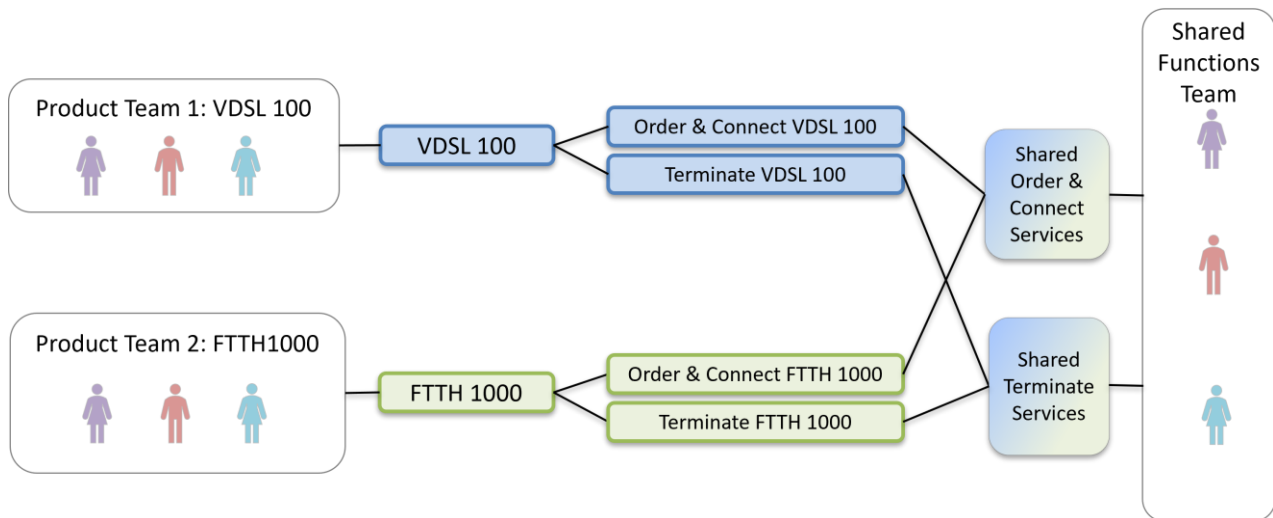 Product Team 1: VDSL 100
VDSL 100
Order & Connect VDSL 100
Terminate VDSL 100
Product Team 2: FTTH1000
FTTH 1000
Order & Connect FTTH 1000
Terminate FTTH 1000
Shared
Order &
Connect
Services
Shared
Terminate
Services
Shared
Functions
Team